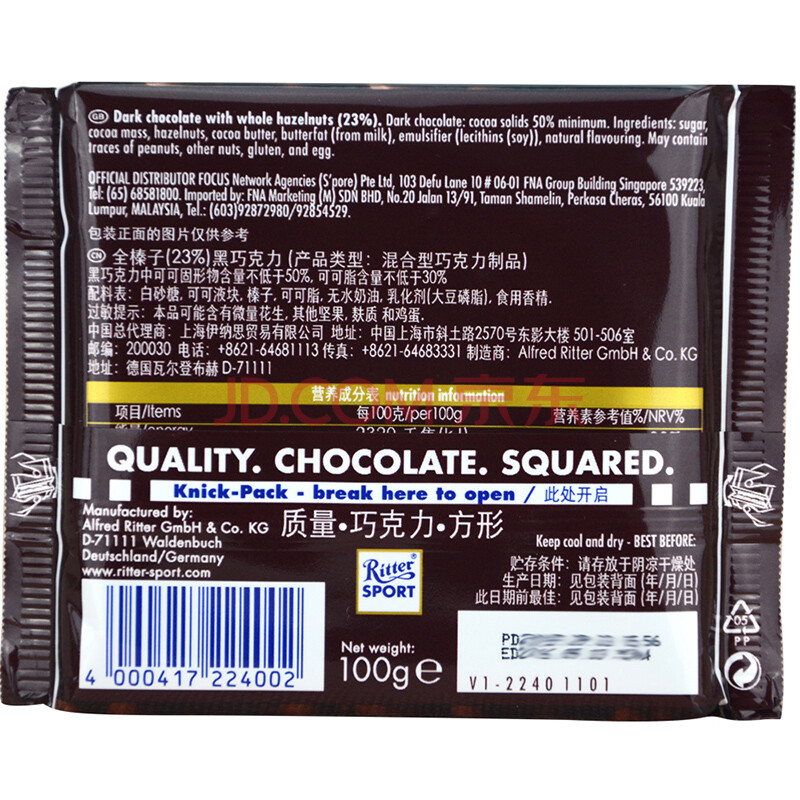 GB Dark chocolate with whole hazelnuts (23%). Dark chocolate: cocoa solids 50% minimum. Ingredients: sugar,
cocoa mass, hazelnuts, cocoa butter, butterfat (from milk), emulsifier (lecithins (soy)), natural flavouring. May contain
traces of peanuts, other nuts, gluten, and egg.
OFFICIAL DISTRIBUTOR FOCUS Network Agencies (S'pore) Pte Ltd, 103 Defu Lane 10 # 06-01 FNA Group Building Singapore 539223,
Tel: (65) 68581800. Imported by: FNA Marketing (M) SDN BHD, No.20 Jalan 13/91, Taman Shamelin, Perkasa Cheras, 56100 Kuala
Lumpur, MALAYSIA, Tel.: (603)92872980/92854529.
包装正面的图片仅供参考
CN 全榛子(23%)黑巧克力 (产品类型: 混合型巧克力制品)
黑巧克力中可可固形物含量不低于50%, 可可脂含量不低于30%
配料表: 白砂糖, 可可液块, 榛子, 可可脂, 无水奶油, 乳化剂(大豆磷脂), 食用香精.
过敏提示: 本品可能含有微量花生, 其他坚果, 麸质 和鸡蛋.
中国总代理商: 上海伊纳思贸易有限公司 地址: 中国上海市斜土路2570号东影大楼 501-506室
邮编: 200030 电话: +8621-64681113 传真: +8621-64683331 制造商: Alfred Ritter GmbH & Co. KG
地址: 德国瓦尔登布赫 D-71111
营养成分表 nutrition information
JD.COM 京东
项目/Items 每100克/per100g 营养素参考值%/NRV%
QUALITY. CHOCOLATE. SQUARED.
Knick-Pack - break here to open / 此处开启
Manufactured by:
Alfred Ritter GmbH & Co. KG
D-71111 Waldenbuch
Deutschland/Germany
www.ritter-sport.com
质量•巧克力•方形
Ritter
SPORT
Keep cool and dry - BEST BEFORE:
贮存条件: 请存放于阴凉干燥处
生产日期: 见包装背面 (年/月/日)
此日期前最佳: 见包装背面 (年/月/日)
4 000417 224002
Net weight:
100g e
V1-2240 1101
05
PP